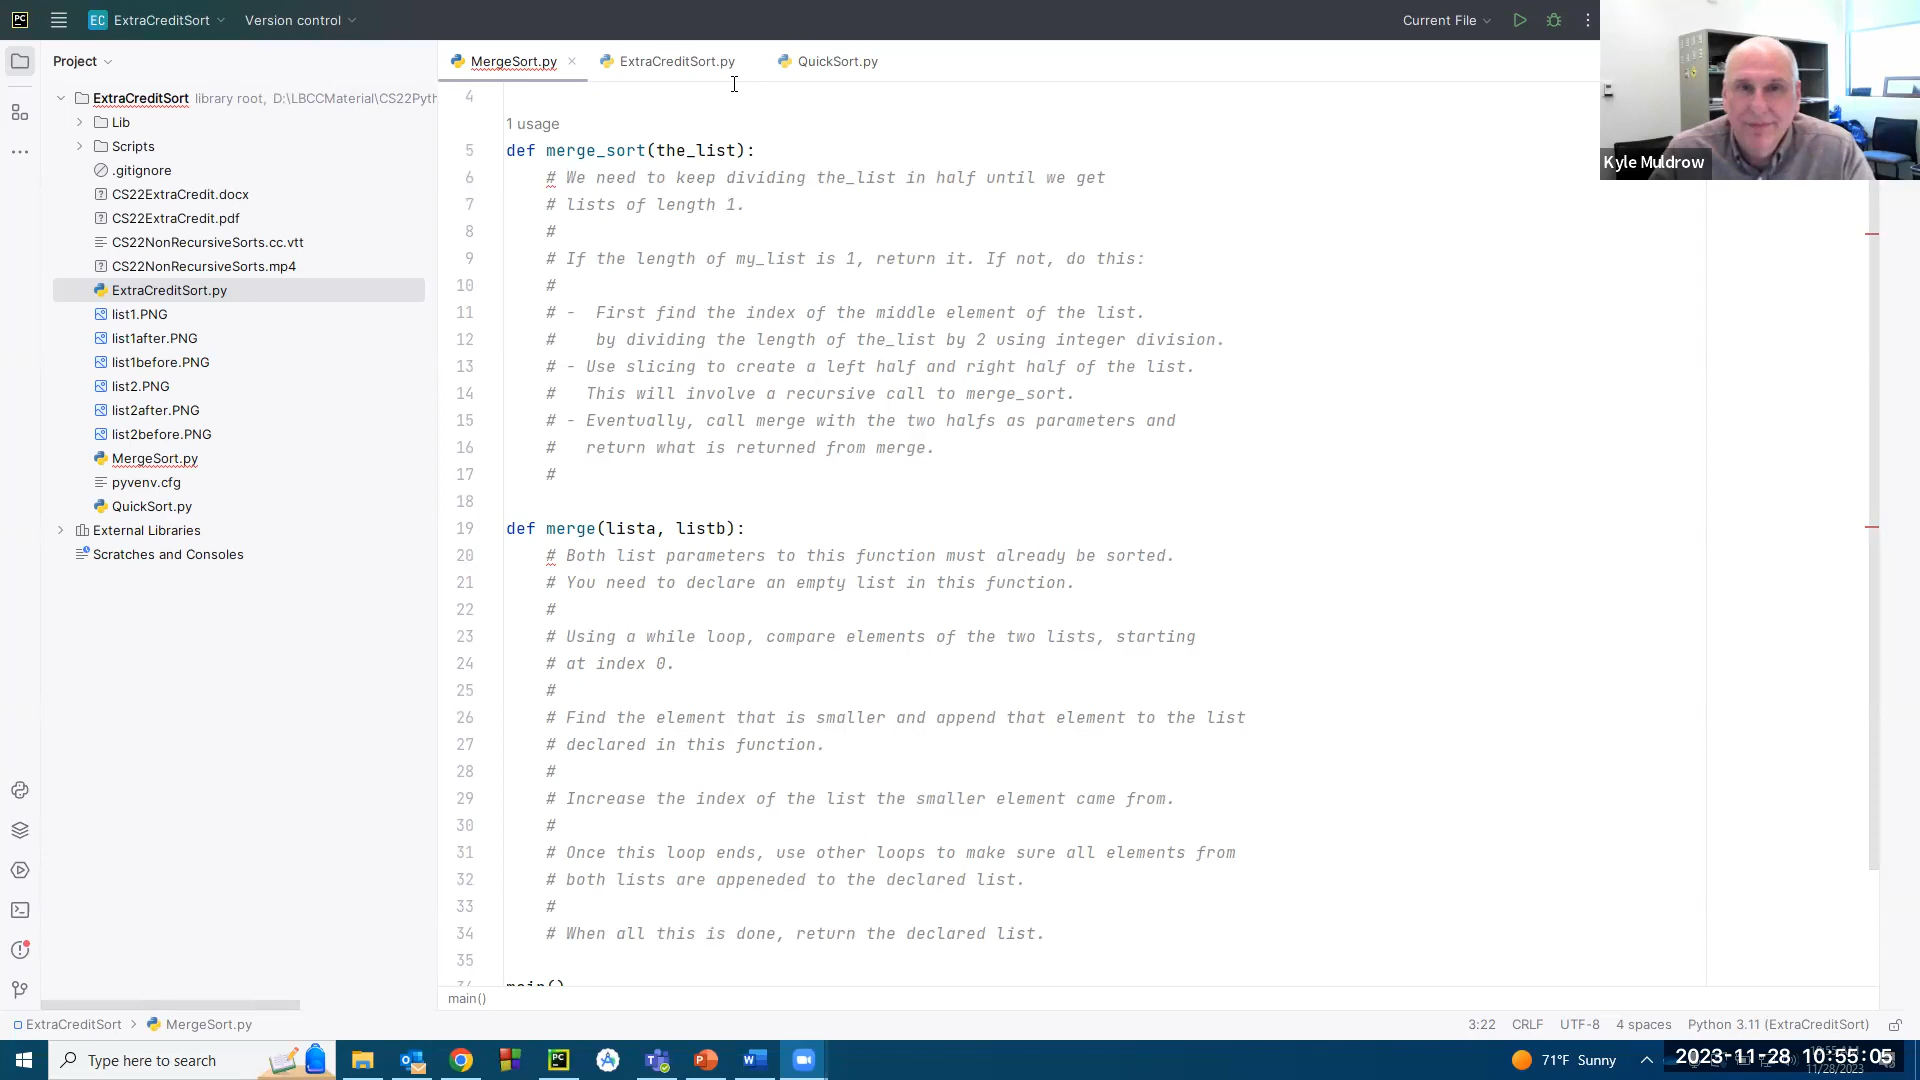 EC ExtraCreditSort Version control Current File
Project
MergeSort.py ExtraCreditSort.py QuickSort.py
ExtraCreditSort library root, D:\LBCCMaterial\CS22Pyth
Lib
Scripts
.gitignore
CS22ExtraCredit.docx
CS22ExtraCredit.pdf
CS22NonRecursiveSorts.cc.vtt
CS22NonRecursiveSorts.mp4
ExtraCreditSort.py
list1.PNG
list1after.PNG
list1before.PNG
list2.PNG
list2after.PNG
list2before.PNG
MergeSort.py
pyvenv.cfg
QuickSort.py
External Libraries
Scratches and Consoles
4
1 usage
5 def merge_sort(the_list):
6 # We need to keep dividing the_list in half until we get
7 # lists of length 1.
8 #
9 # If the length of my_list is 1, return it. If not, do this:
10 #
11 # - First find the index of the middle element of the list.
12 # by dividing the length of the_list by 2 using integer division.
13 # - Use slicing to create a left half and right half of the list.
14 # This will involve a recursive call to merge_sort.
15 # - Eventually, call merge with the two halfs as parameters and
16 # return what is returned from merge.
17 #
18
19 def merge(lista, listb):
20 # Both list parameters to this function must already be sorted.
21 # You need to declare an empty list in this function.
22 #
23 # Using a while loop, compare elements of the two lists, starting
24 # at index 0.
25 #
26 # Find the element that is smaller and append that element to the list
27 # declared in this function.
28 #
29 # Increase the index of the list the smaller element came from.
30 #
31 # Once this loop ends, use other loops to make sure all elements from
32 # both lists are appeneded to the declared list.
33 #
34 # When all this is done, return the declared list.
35
main()
main()
Kyle Muldrow
ExtraCreditSort > MergeSort.py
3:22 CRLF UTF-8 4 spaces Python 3.11 (ExtraCreditSort)
Type here to search
71°F Sunny
2023-11-28 10:55:05
11/28/2023